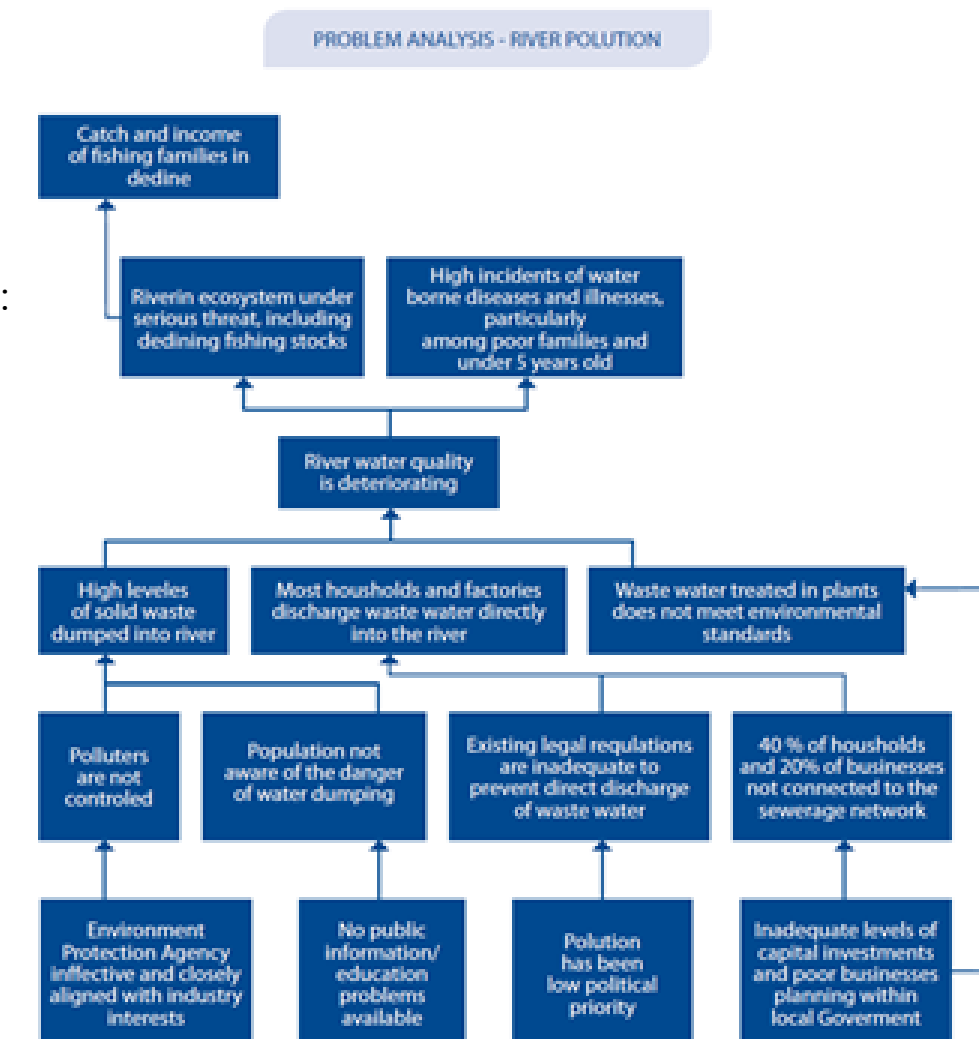 PROBLEM ANALYSIS - RIVER POLUTION
Catch and income
of fishing families in
dedine
:
Riverin ecosystem under
serious threat, including
dedining fishing stocks
High incidents of water
borne diseases and illnesses,
particularly
among poor families and
under 5 years old
River water quality
is deteriorating
High leveles
of solid waste
dumped into river
Most housholds and factories
discharge waste water directly
into the river
Waste water treated in plants
does not meet environmental
standards
Polluters
are not
controled
Population not
aware of the danger
of water dumping
Existing legal requlations
are inadequate to
prevent direct discharge
of waste water
40 % of housholds
and 20% of businesses
not connected to the
sewerage network
Environment
Protection Agency
inffective and closely
aligned with industry
interests
No public
information/
education
problems
available
Polution
has been
low political
priority
Inadequate levels of
capital investments
and poor businesses
planning within
local Goverment